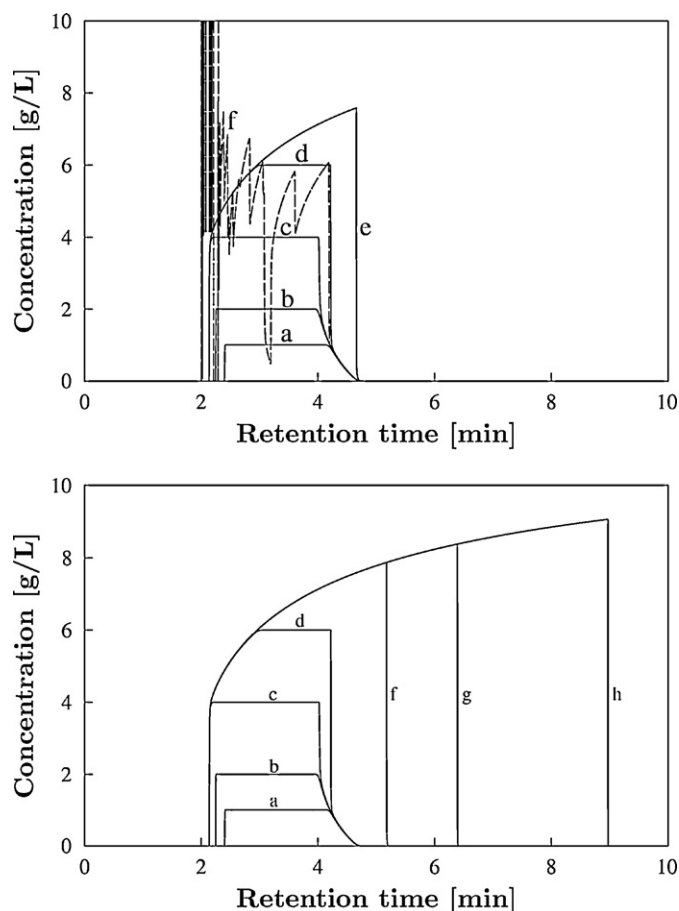 10
8
6
4
2
0
Concentration [g/L]
f
d
c
e
b
a
0 2 4 6 8 10
Retention time [min]
10
8
6
4
2
0
Concentration [g/L]
d
c
f g h
b
a
0 2 4 6 8 10
Retention time [min]